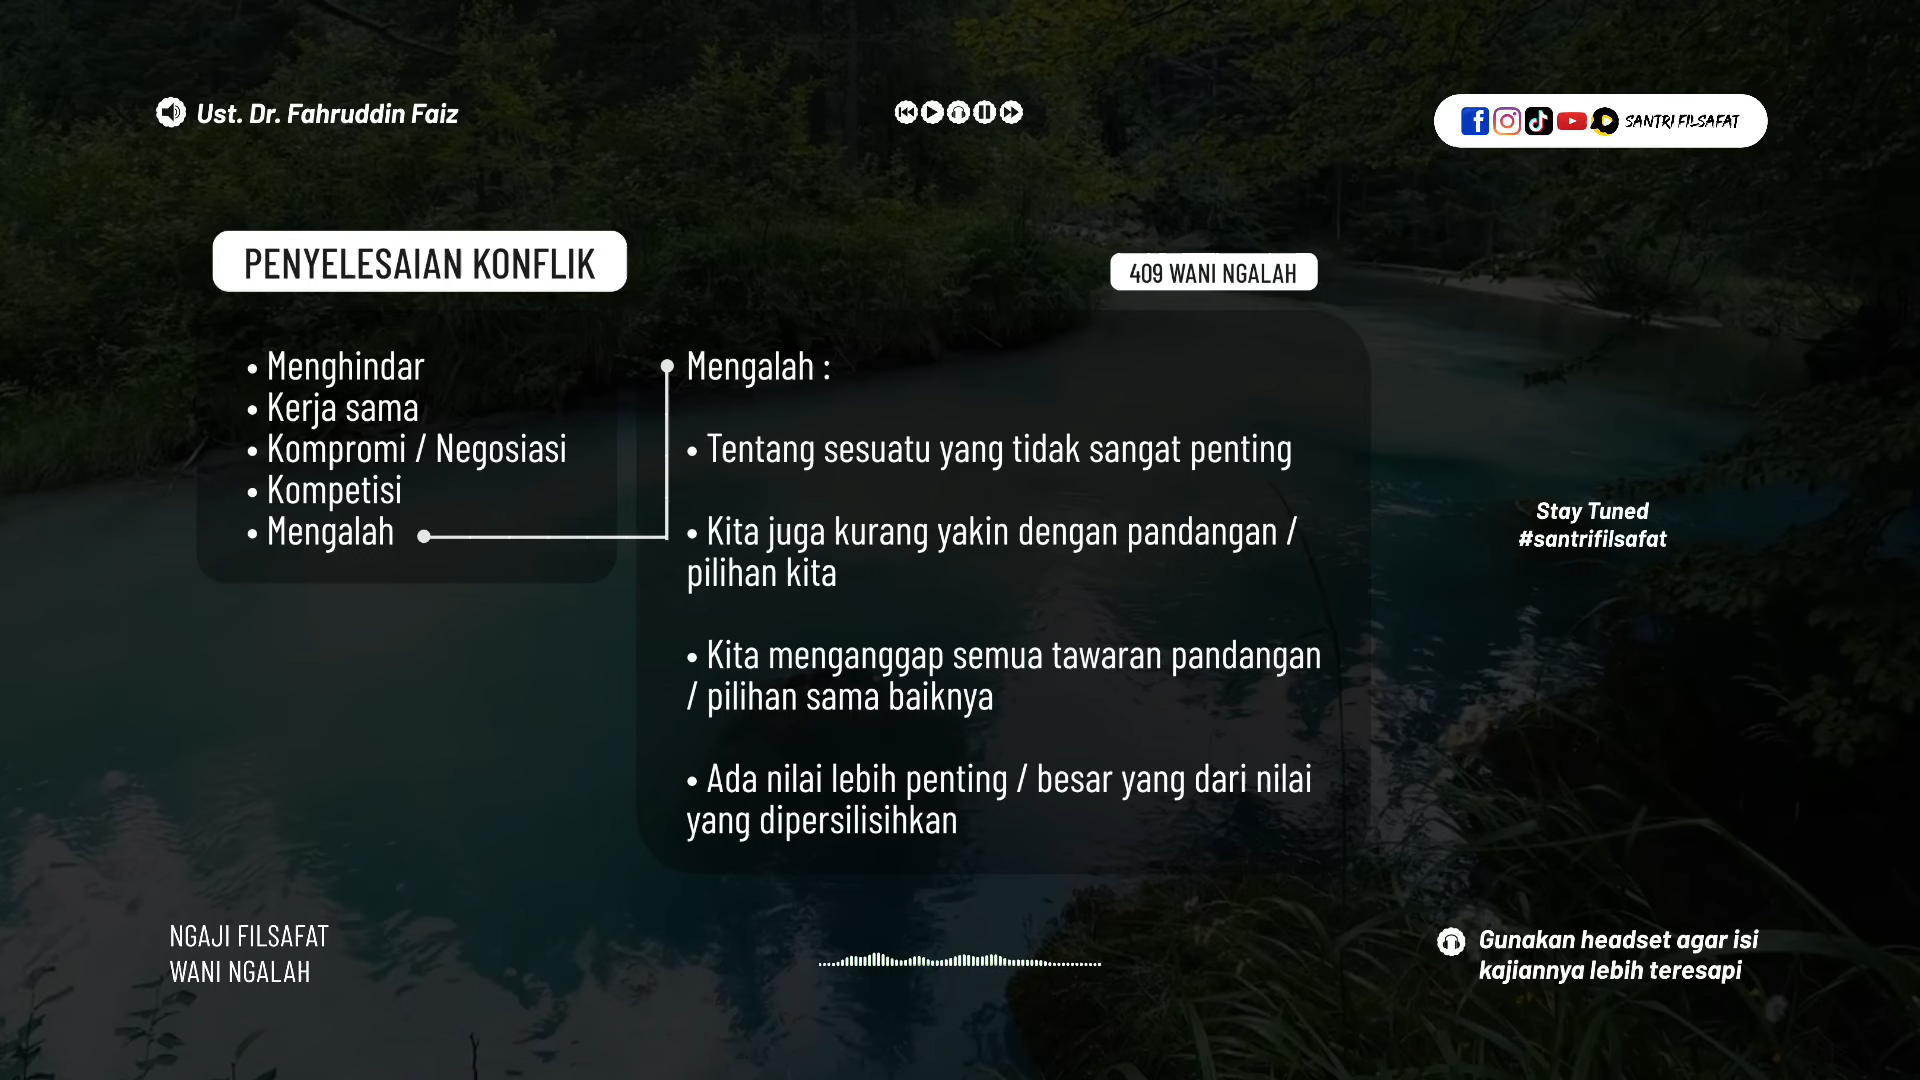 Ust. Dr. Fahruddin Faiz
SANTRI FILSAFAT
PENYELESAIAN KONFLIK
409 WANI NGALAH
• Menghindar
• Kerja sama
• Kompromi / Negosiasi
• Kompetisi
• Mengalah
Mengalah :
• Tentang sesuatu yang tidak sangat penting
• Kita juga kurang yakin dengan pandangan /
pilihan kita
• Kita menganggap semua tawaran pandangan
/ pilihan sama baiknya
• Ada nilai lebih penting / besar yang dari nilai
yang dipersilisihkan
Stay Tuned
#santrifilsafat
NGAJI FILSAFAT
WANI NGALAH
Gunakan headset agar isi
kajiannya lebih teresapi